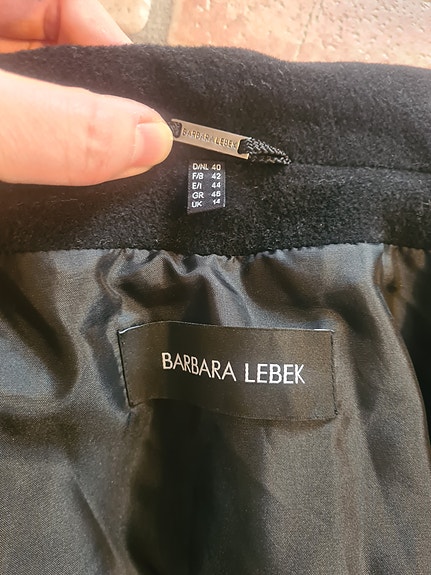 BARBARA LEBEK
D/NL 40
F/B 42
E/I 44
GR 46
UK 14
BARBARA LEBEK